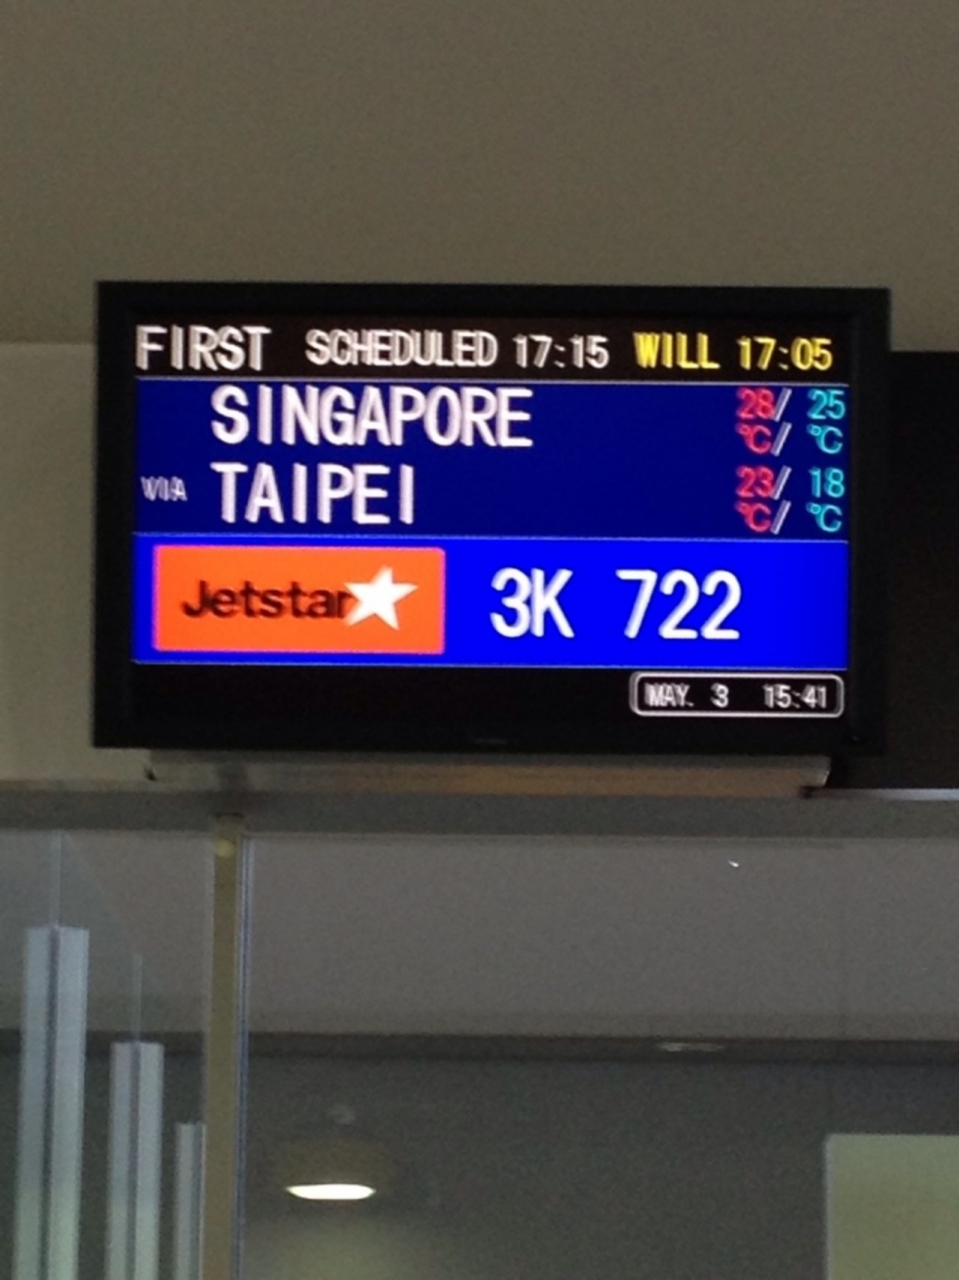 FIRST SCHEDULED 17:15 WILL 17:05
SINGAPORE 28/ 25
℃/ ℃
VIA TAIPEI 23/ 18
℃/ ℃
Jetstar 3K 722
MAY. 3 15:41